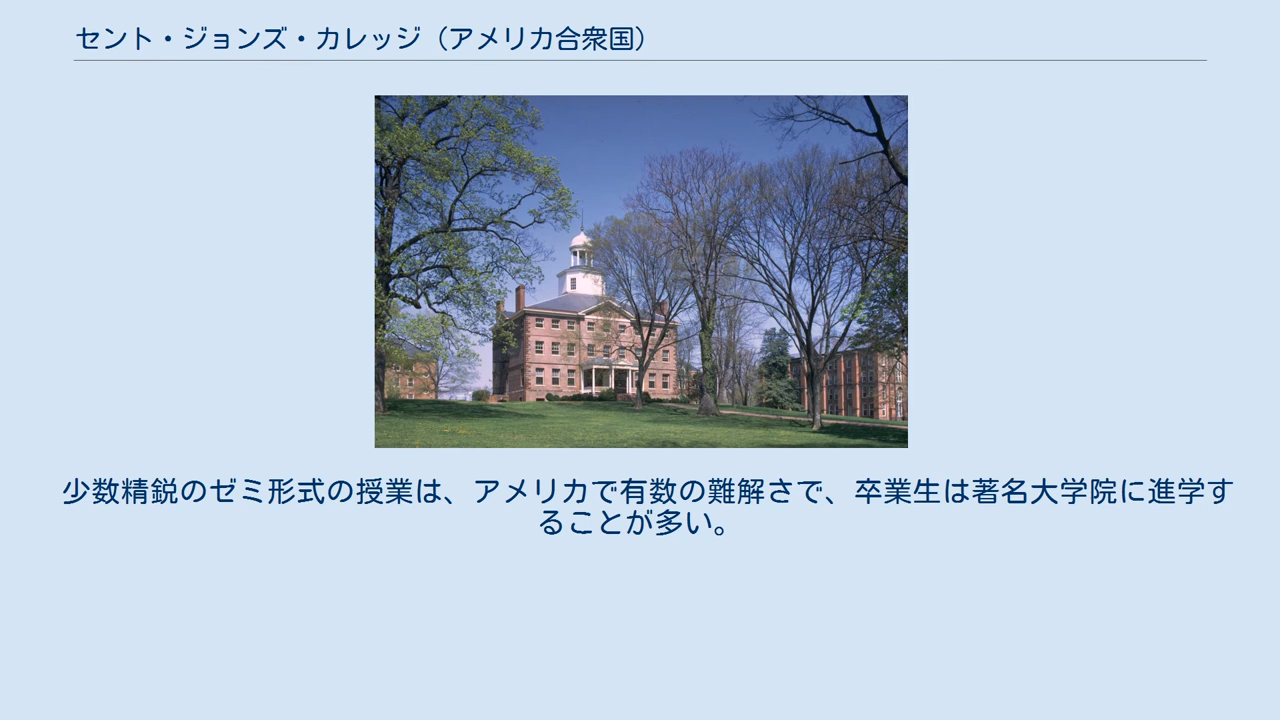 セント・ジョンズ・カレッジ（アメリカ合衆国）
少数精鋭のゼミ形式の授業は、アメリカで有数の難解さで、卒業生は著名大学院に進学す
ることが多い。